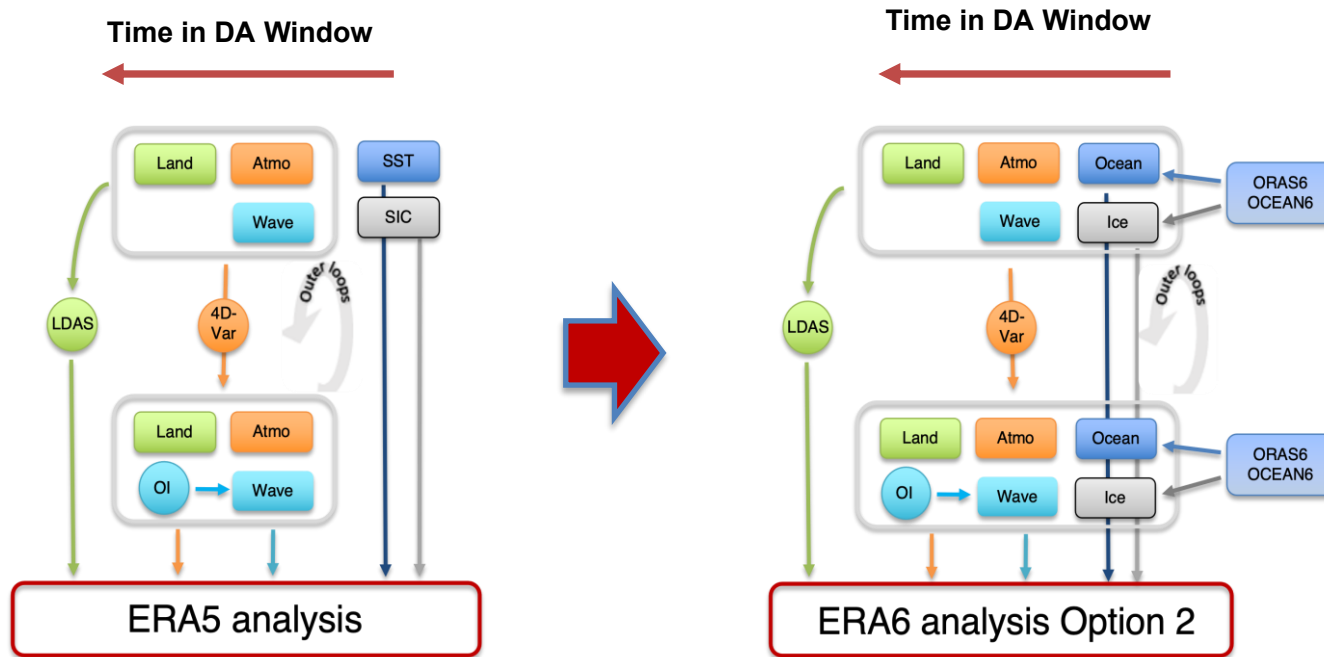 Time in DA Window
Land
Atmo
SST
Wave
SIC
Outer loops
LDAS
4D-
Var
Land
Atmo
OI
Wave
ERA5 analysis
Time in DA Window
Land
Atmo
Ocean
ORAS6
OCEAN6
Wave
Ice
Outer loops
LDAS
4D-
Var
Land
Atmo
Ocean
ORAS6
OCEAN6
OI
Wave
Ice
ERA6 analysis Option 2